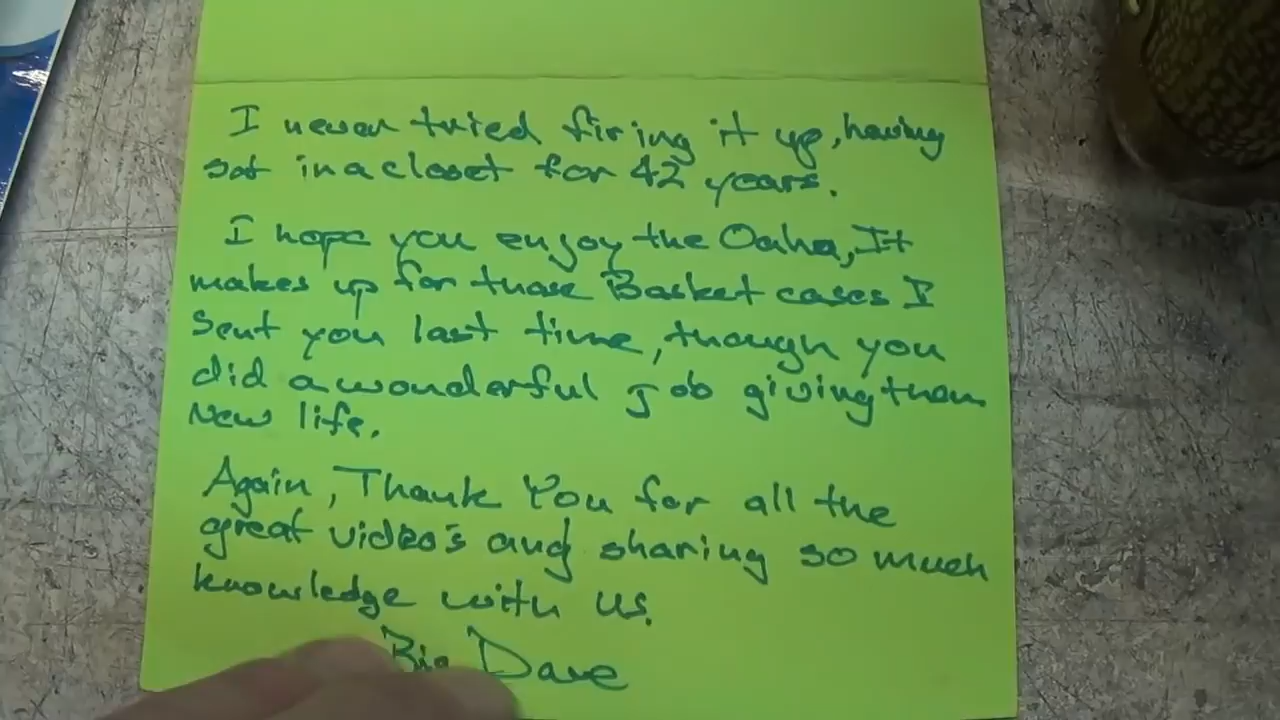 I never tried firing it up, having
sat in a closet for 42 years.
I hope you enjoy the Oaha, It
makes up for those Basket cases I
sent you last time, though you
did a wonderful job giving them
New life.
Again, Thank You for all the
great video's and sharing so much
knowledge with us.
Big Dave